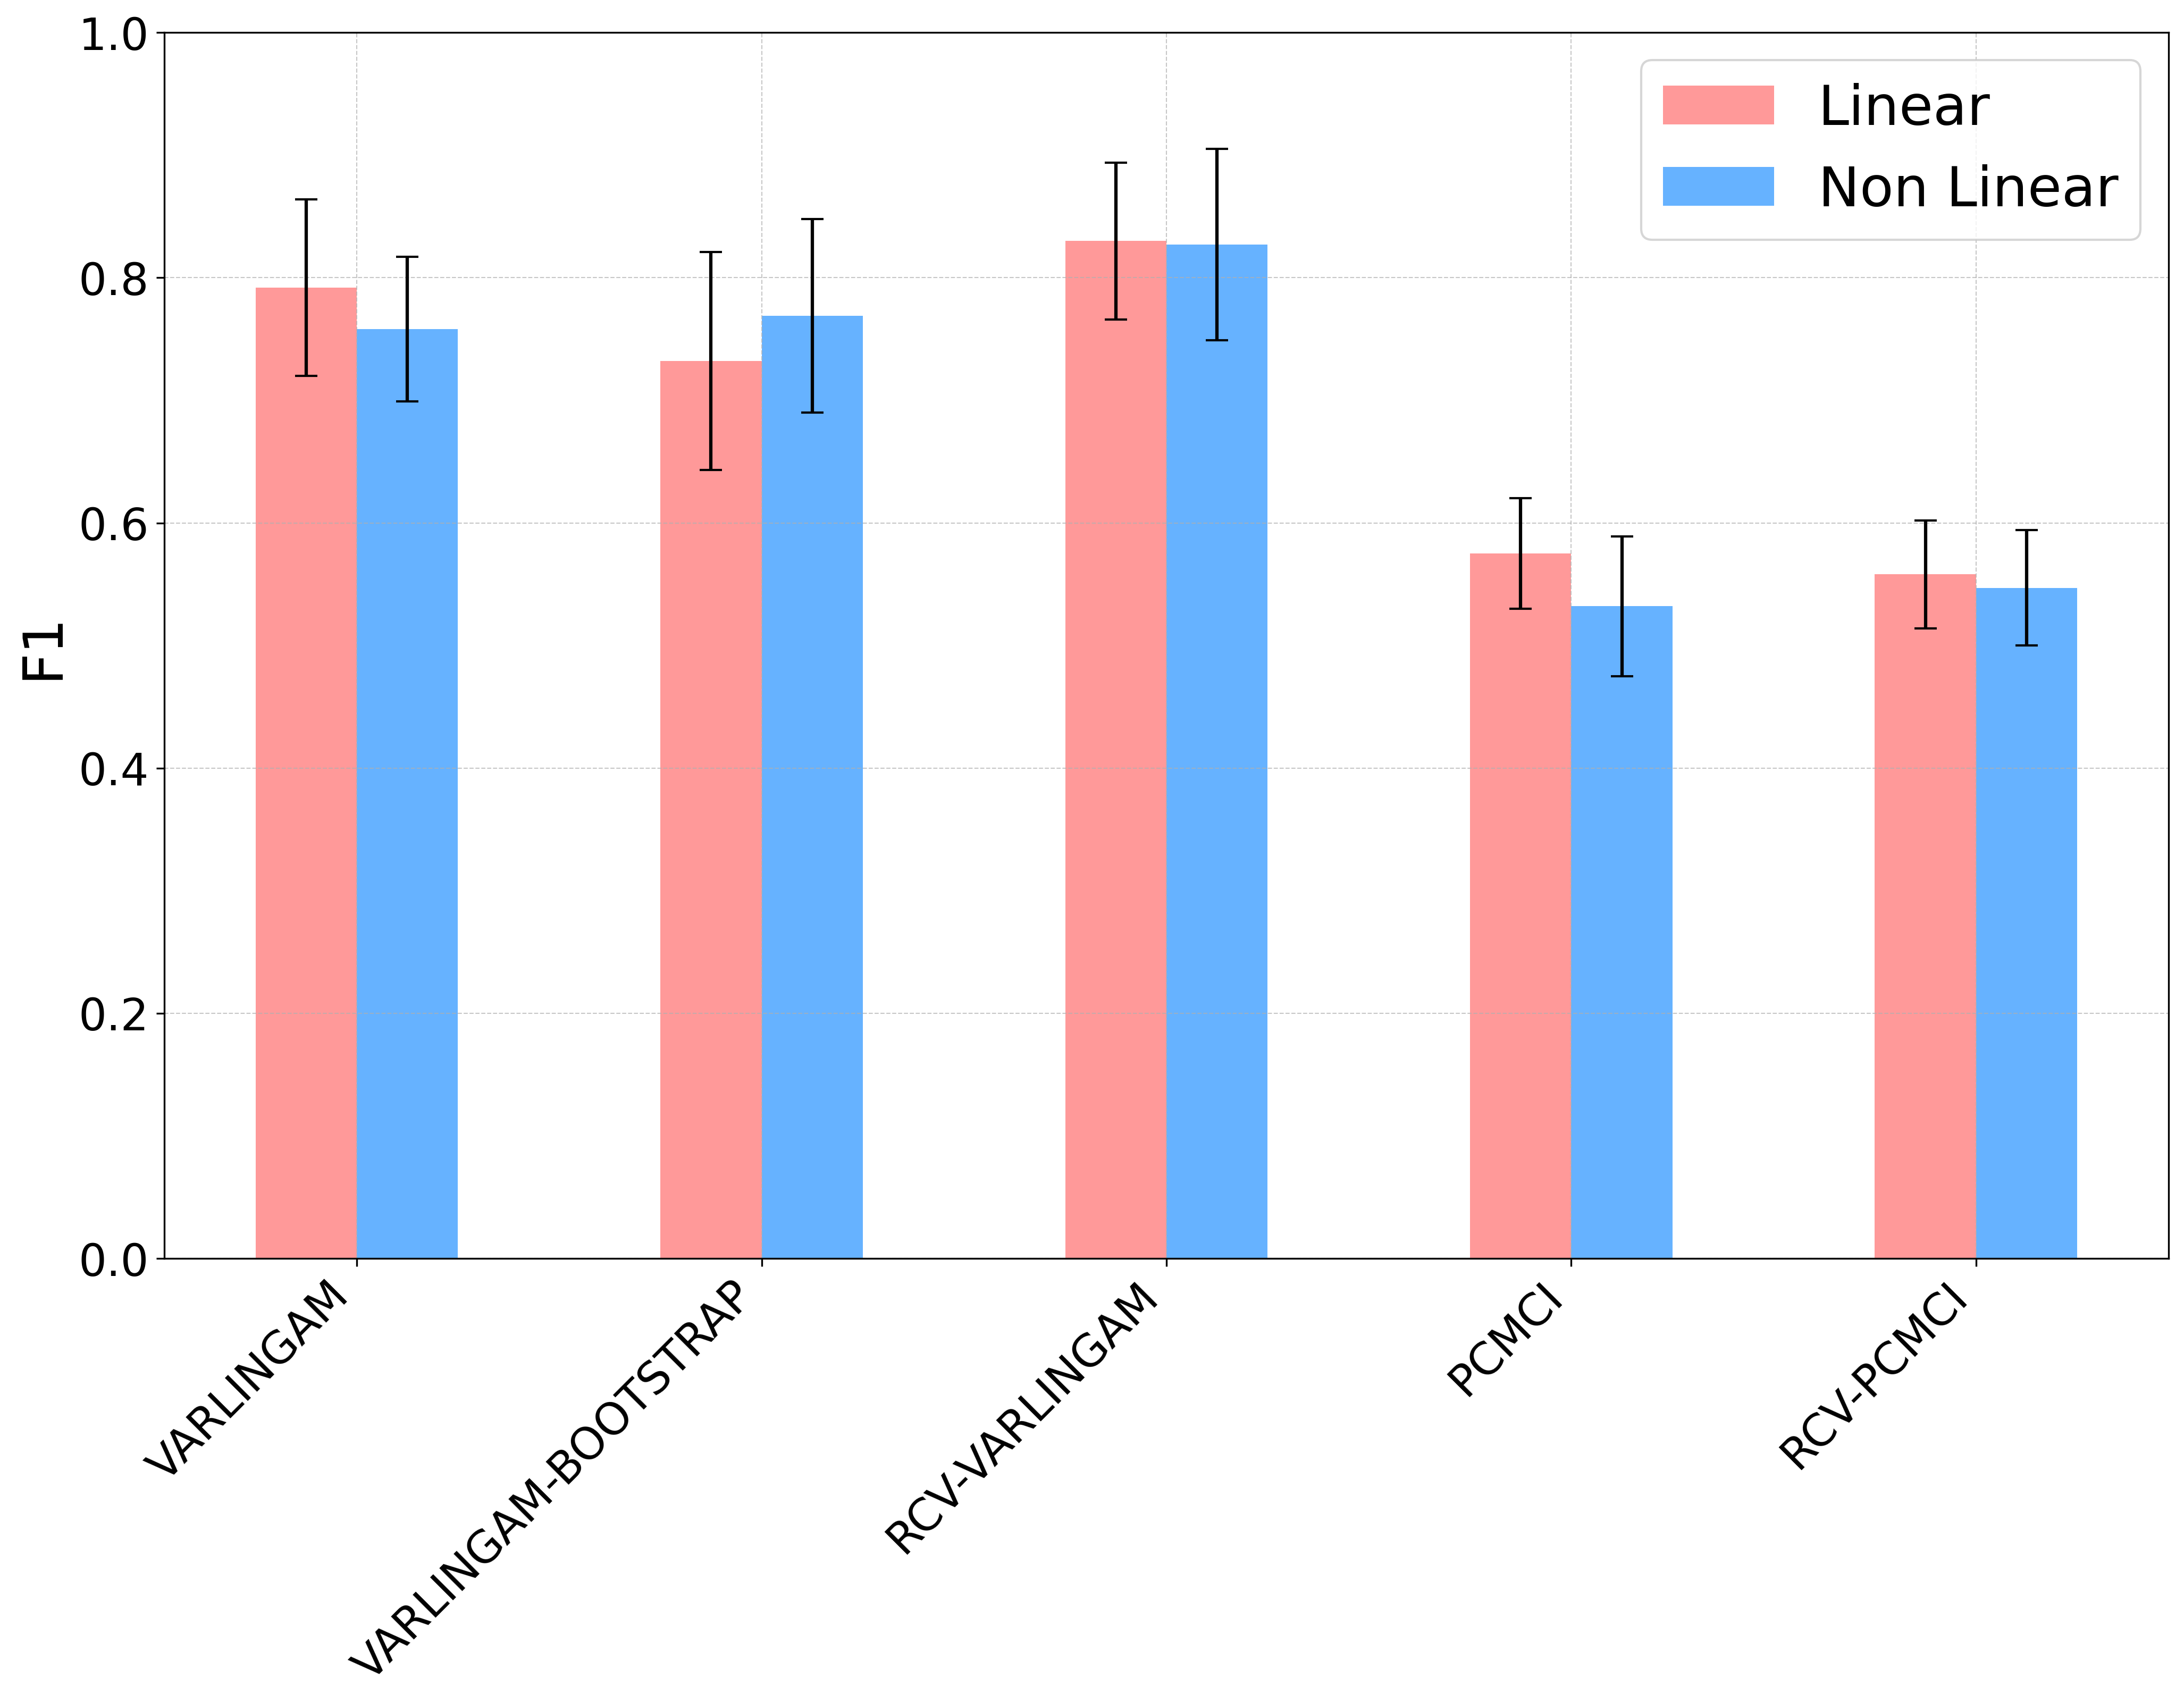 1.0
0.8
0.6
0.4
0.2
0.0
F1
Linear
Non Linear
VARLINGAM
VARLINGAM-BOOTSTRAP
RCV-VARLINGAM
PCMCI
RCV-PCMCI